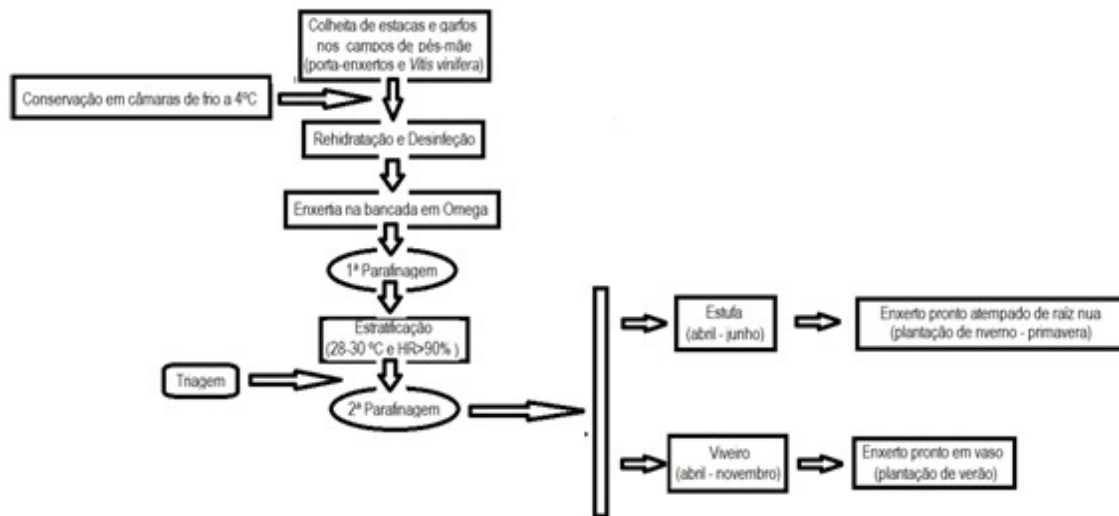 Colheita de estacas e garfos
nos campos de pés-mãe
(porta-enxertos e Vitis vinifera)
Conservação em câmaras de frio a 4ºC
Rehidratação e Desinfeção
Enxertia na bancada em Omega
1ª Parafinagem
Estratificação
(28-30 ºC e HR>90% )
Triagem
2ª Parafinagem
Estufa
(abril - junho)
Enxerto pronto atempado de raiz nua
(plantação de nverno - primavera)
Viveiro
(abril - novembro)
Enxerto pronto em vaso
(plantação de verão)